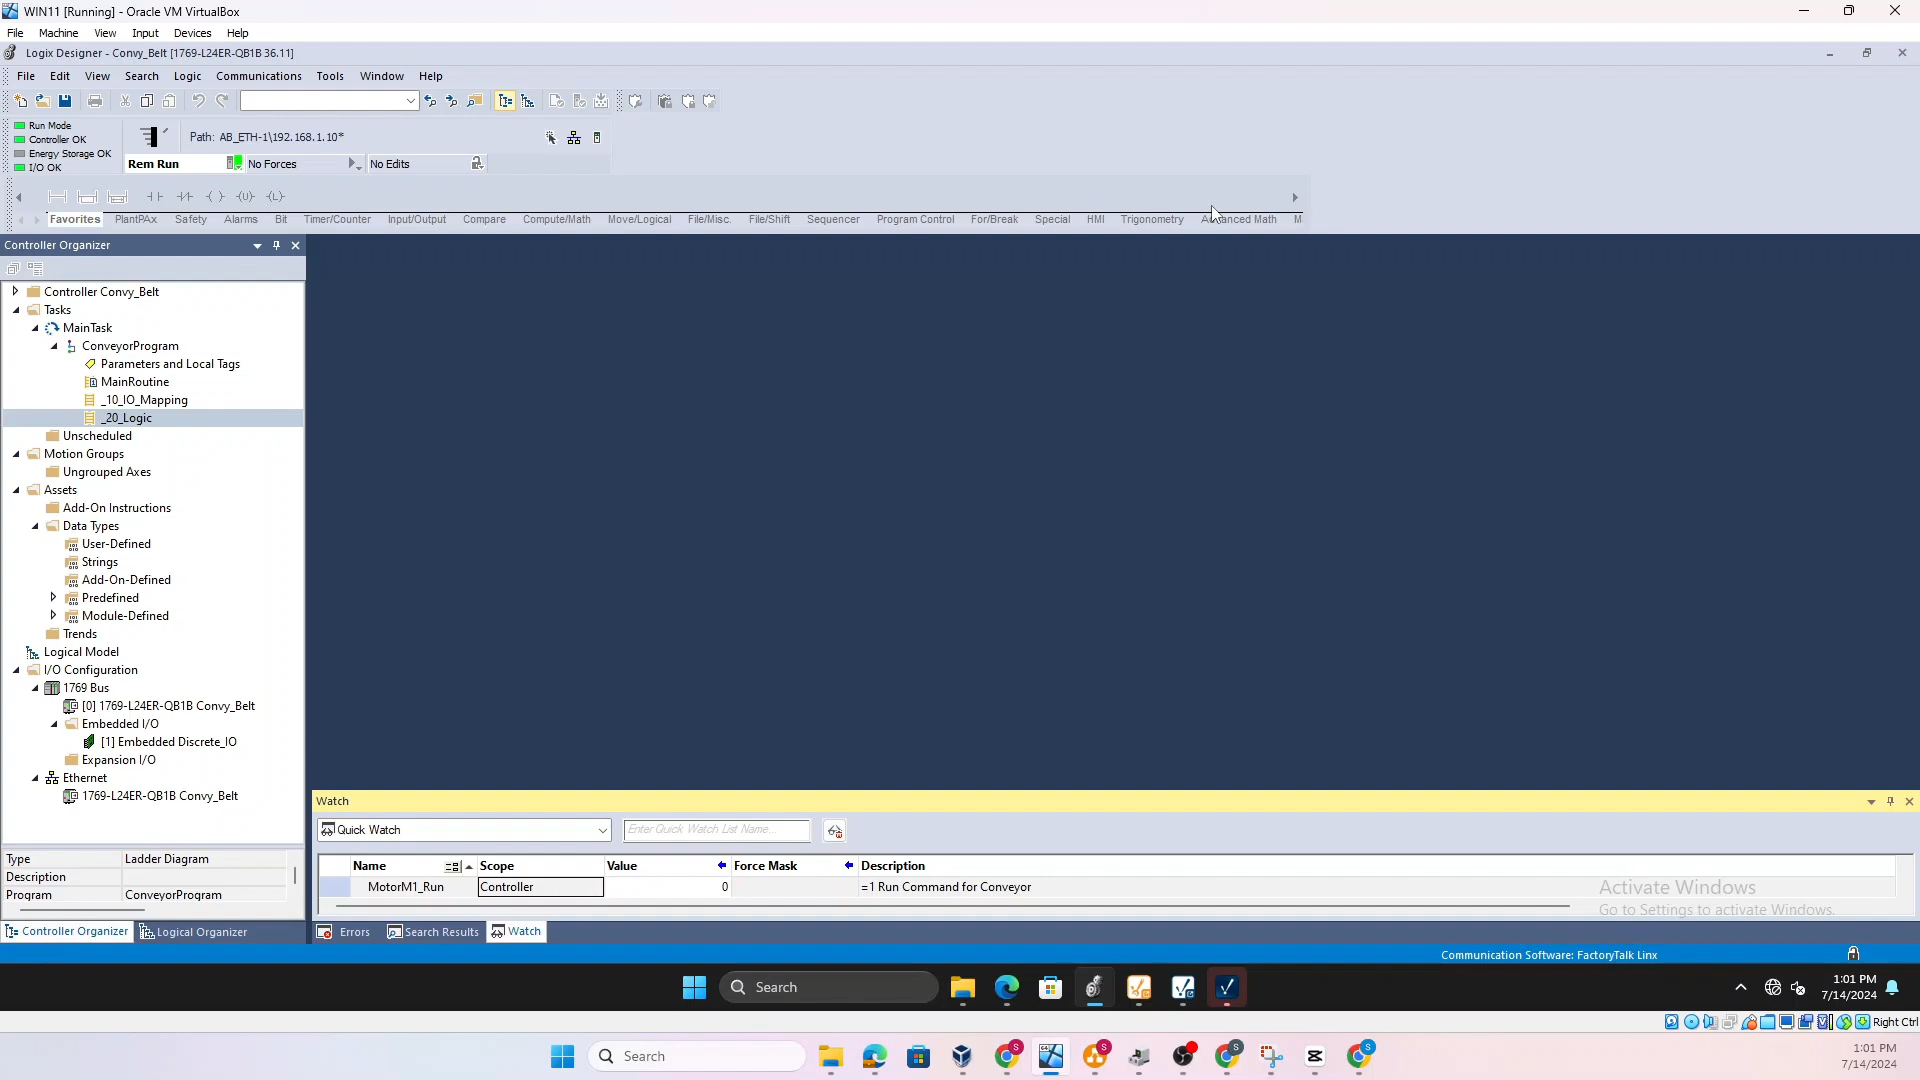 WIN11 [Running] - Oracle VM VirtualBox
File Machine View Input Devices Help
Logix Designer - Convy_Belt [1769-L24ER-QB1B 36.11]
File Edit View Search Logic Communications Tools Window Help
Run Mode
Controller OK
Energy Storage OK
I/O OK
Path: AB_ETH-1\192.168.1.10*
Rem Run No Forces No Edits
(U) (L)
Favorites PlantPAx Safety Alarms Bit Timer/Counter Input/Output Compare Compute/Math Move/Logical File/Misc. File/Shift Sequencer Program Control For/Break Special HMI Trigonometry Advanced Math M
Controller Organizer
Controller Convy_Belt
Tasks
MainTask
ConveyorProgram
Parameters and Local Tags
MainRoutine
_10_IO_Mapping
_20_Logic
Unscheduled
Motion Groups
Ungrouped Axes
Assets
Add-On Instructions
Data Types
User-Defined
Strings
Add-On-Defined
Predefined
Module-Defined
Trends
Logical Model
I/O Configuration
1769 Bus
[0] 1769-L24ER-QB1B Convy_Belt
Embedded I/O
[1] Embedded Discrete_IO
Expansion I/O
Ethernet
1769-L24ER-QB1B Convy_Belt
Type Ladder Diagram
Description
Program ConveyorProgram
Controller Organizer Logical Organizer
Watch
Quick Watch Enter Quick Watch List Name...
Name Scope Value Force Mask Description
MotorM1_Run Controller 0 =1 Run Command for Conveyor
Activate Windows
Go to Settings to activate Windows.
Errors Search Results Watch
Communication Software: FactoryTalk Linx
Search
1:01 PM
7/14/2024
Right Ctrl
Search
1:01 PM
7/14/2024